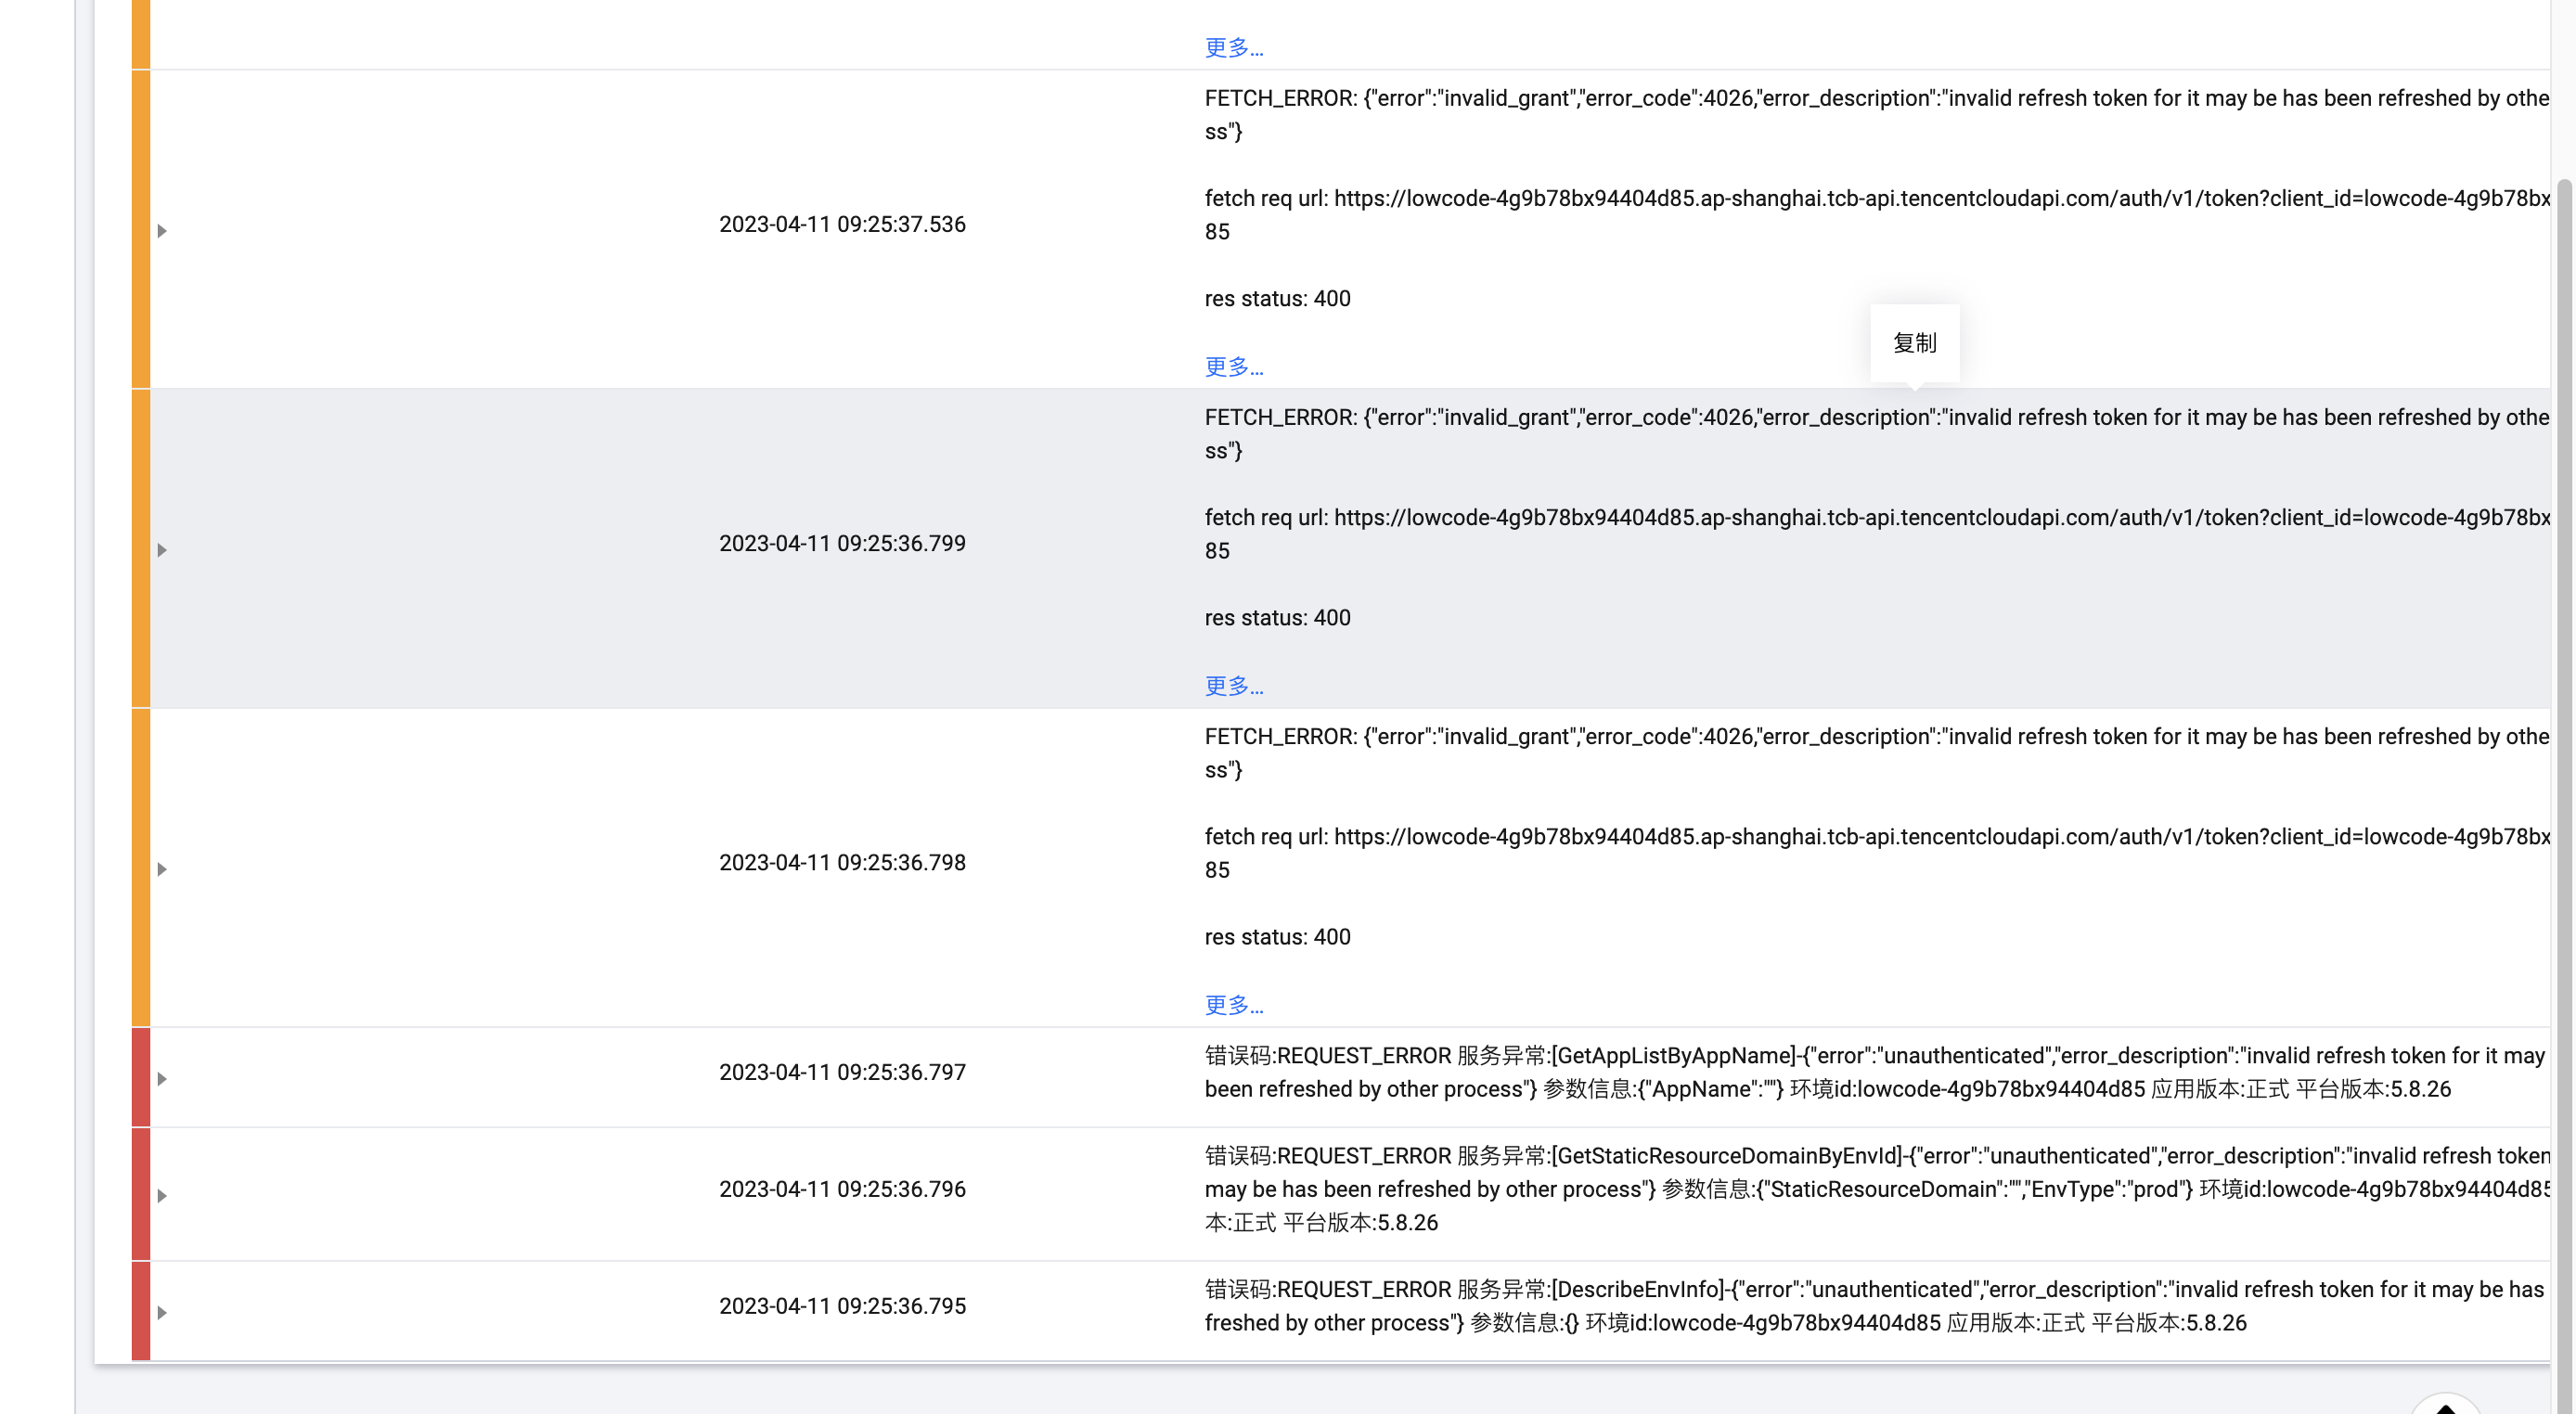 更多...
FETCH_ERROR: {"error":"invalid_grant","error_code":4026,"error_description":"invalid refresh token for it may be has been refreshed by othe
ss"}
fetch req url: https://lowcode-4g9b78bx94404d85.ap-shanghai.tcb-api.tencentcloudapi.com/auth/v1/token?client_id=lowcode-4g9b78bx
85
2023-04-11 09:25:37.536
res status: 400
更多...
复制
FETCH_ERROR: {"error":"invalid_grant","error_code":4026,"error_description":"invalid refresh token for it may be has been refreshed by othe
ss"}
fetch req url: https://lowcode-4g9b78bx94404d85.ap-shanghai.tcb-api.tencentcloudapi.com/auth/v1/token?client_id=lowcode-4g9b78bx
85
2023-04-11 09:25:36.799
res status: 400
更多...
FETCH_ERROR: {"error":"invalid_grant","error_code":4026,"error_description":"invalid refresh token for it may be has been refreshed by othe
ss"}
fetch req url: https://lowcode-4g9b78bx94404d85.ap-shanghai.tcb-api.tencentcloudapi.com/auth/v1/token?client_id=lowcode-4g9b78bx
85
2023-04-11 09:25:36.798
res status: 400
更多...
2023-04-11 09:25:36.797
错误码:REQUEST_ERROR 服务异常:[GetAppListByAppName]-{"error":"unauthenticated","error_description":"invalid refresh token for it may
been refreshed by other process"} 参数信息:{"AppName":""} 环境id:lowcode-4g9b78bx94404d85 应用版本:正式 平台版本:5.8.26
2023-04-11 09:25:36.796
错误码:REQUEST_ERROR 服务异常:[GetStaticResourceDomainByEnvId]-{"error":"unauthenticated","error_description":"invalid refresh token
may be has been refreshed by other process"} 参数信息:{"StaticResourceDomain":"","EnvType":"prod"} 环境id:lowcode-4g9b78bx94404d85
本:正式 平台版本:5.8.26
2023-04-11 09:25:36.795
错误码:REQUEST_ERROR 服务异常:[DescribeEnvInfo]-{"error":"unauthenticated","error_description":"invalid refresh token for it may be has
freshed by other process"} 参数信息:{} 环境id:lowcode-4g9b78bx94404d85 应用版本:正式 平台版本:5.8.26